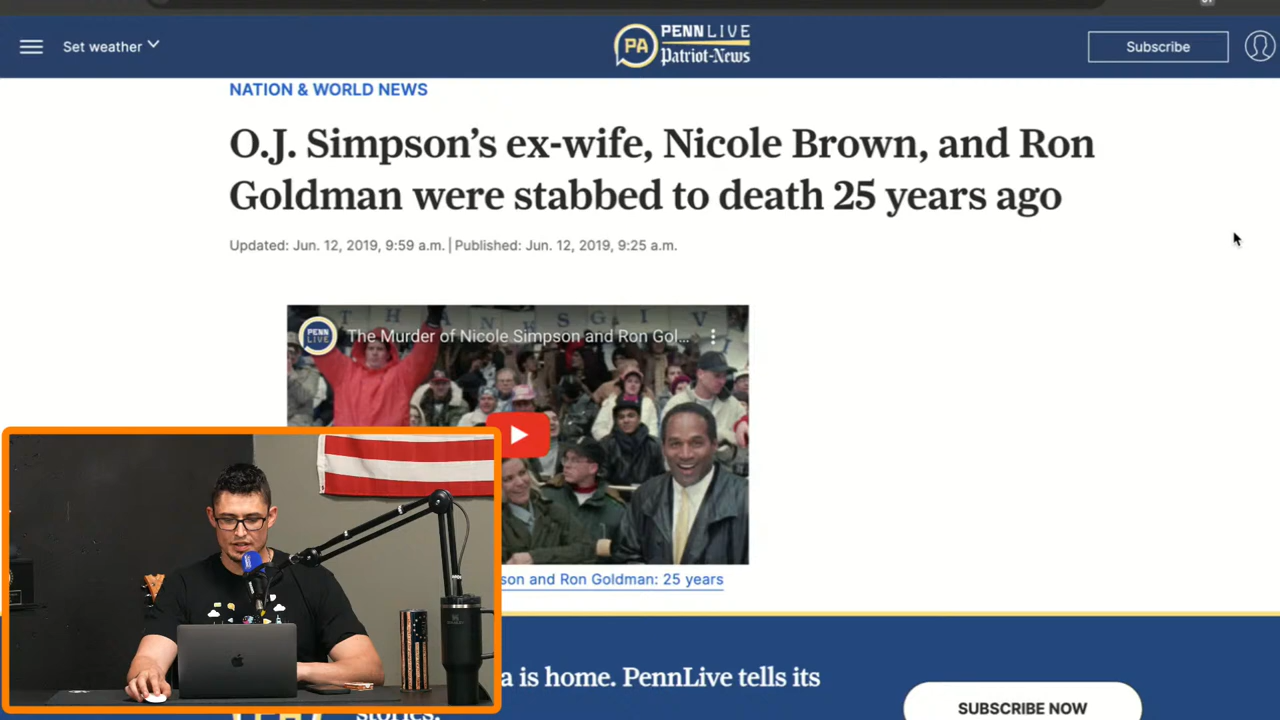 Set weather
PA
PENNLIVE
Patriot-News
Subscribe
NATION & WORLD NEWS
O.J. Simpson’s ex-wife, Nicole Brown, and Ron
Goldman were stabbed to death 25 years ago
Updated: Jun. 12, 2019, 9:59 a.m. | Published: Jun. 12, 2019, 9:25 a.m.
THANKSGIV
PENN
LIVE
The Murder of Nicole Simpson and Ron Gol...
son and Ron Goldman: 25 years
a is home. PennLive tells its
stories.
SUBSCRIBE NOW